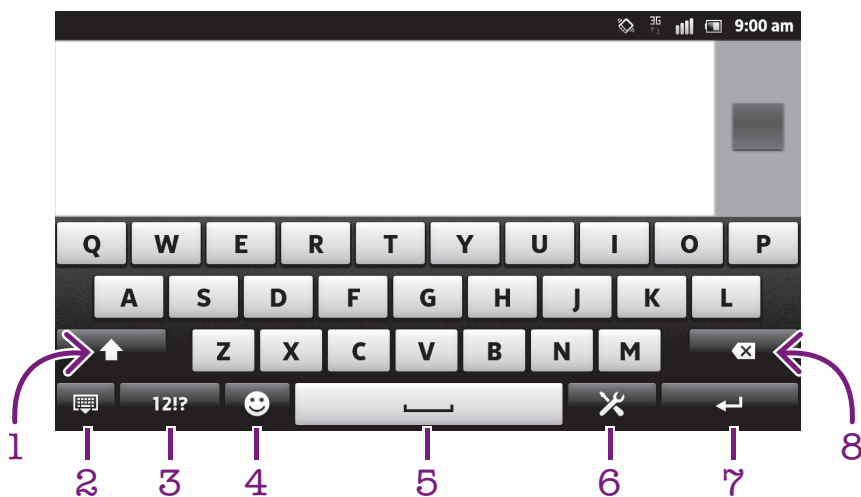 3G 9:00 am
Q W E R T Y U I O P
A S D F G H J K L
Z X C V B N M
12!?
1 2 3 4 5 6 7 8